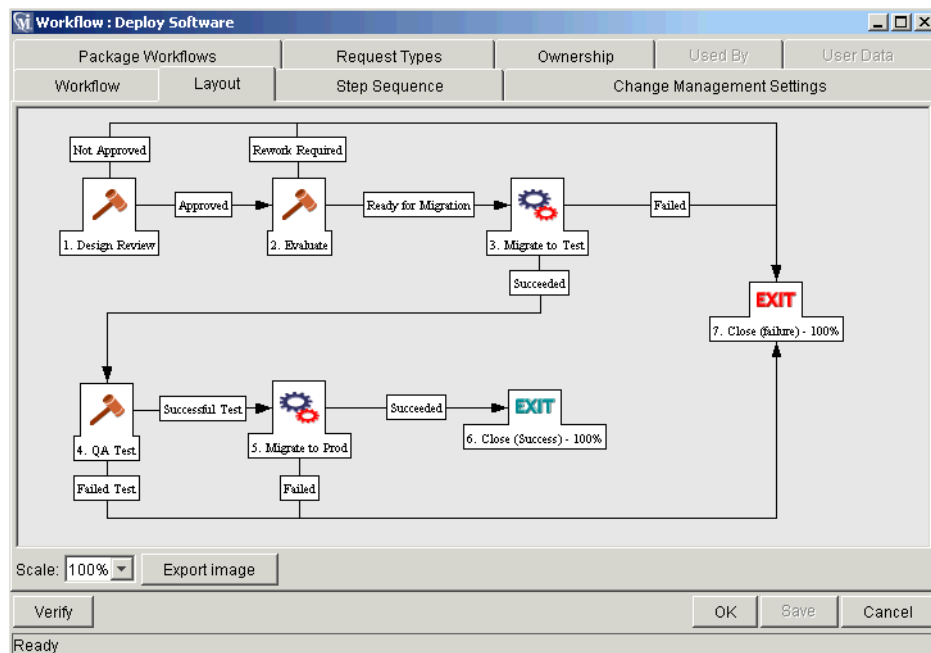 Workflow : Deploy Software
Package Workflows
Request Types
Ownership
Used By
User Data
Workflow
Layout
Step Sequence
Change Management Settings
Not Approved
Rework Required
Approved
Ready for Migration
Failed
1. Design Review
2. Evaluate
3. Migrate to Test
Succeeded
EXIT
7. Close (failure) - 100%
Successful Test
Succeeded
EXIT
4. QA Test
5. Migrate to Prod
6. Close (Success) - 100%
Failed Test
Failed
Scale: 100%
Export image
Verify
OK
Save
Cancel
Ready